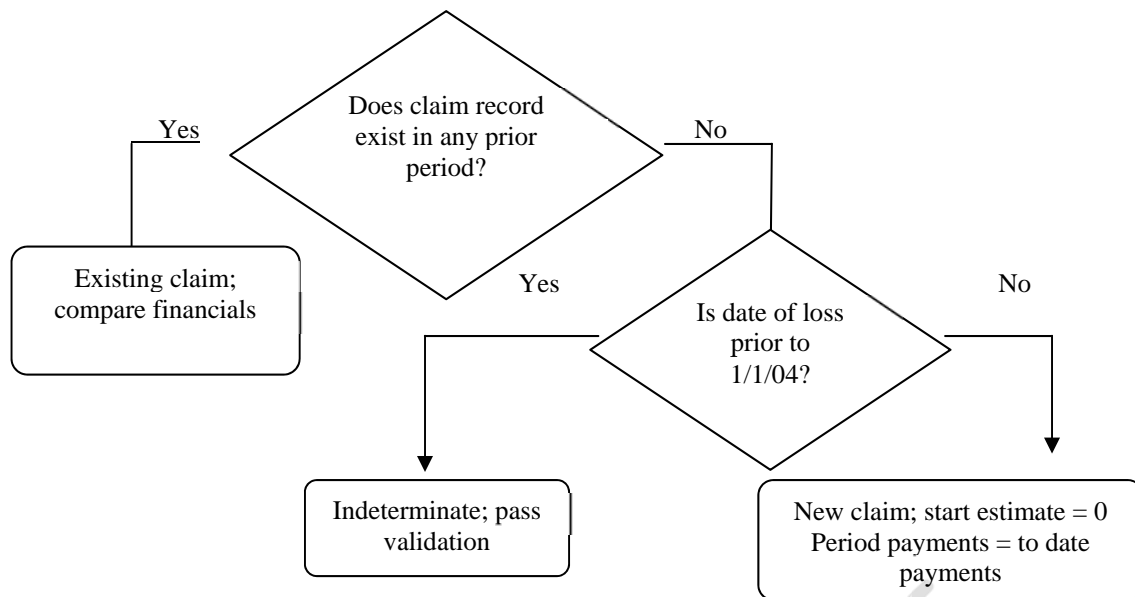 Does claim record
exist in any prior
period?
Yes
No
Existing claim;
compare financials
Yes
No
Is date of loss
prior to
1/1/04?
Indeterminate; pass
validation
New claim; start estimate = 0
Period payments = to date
payments